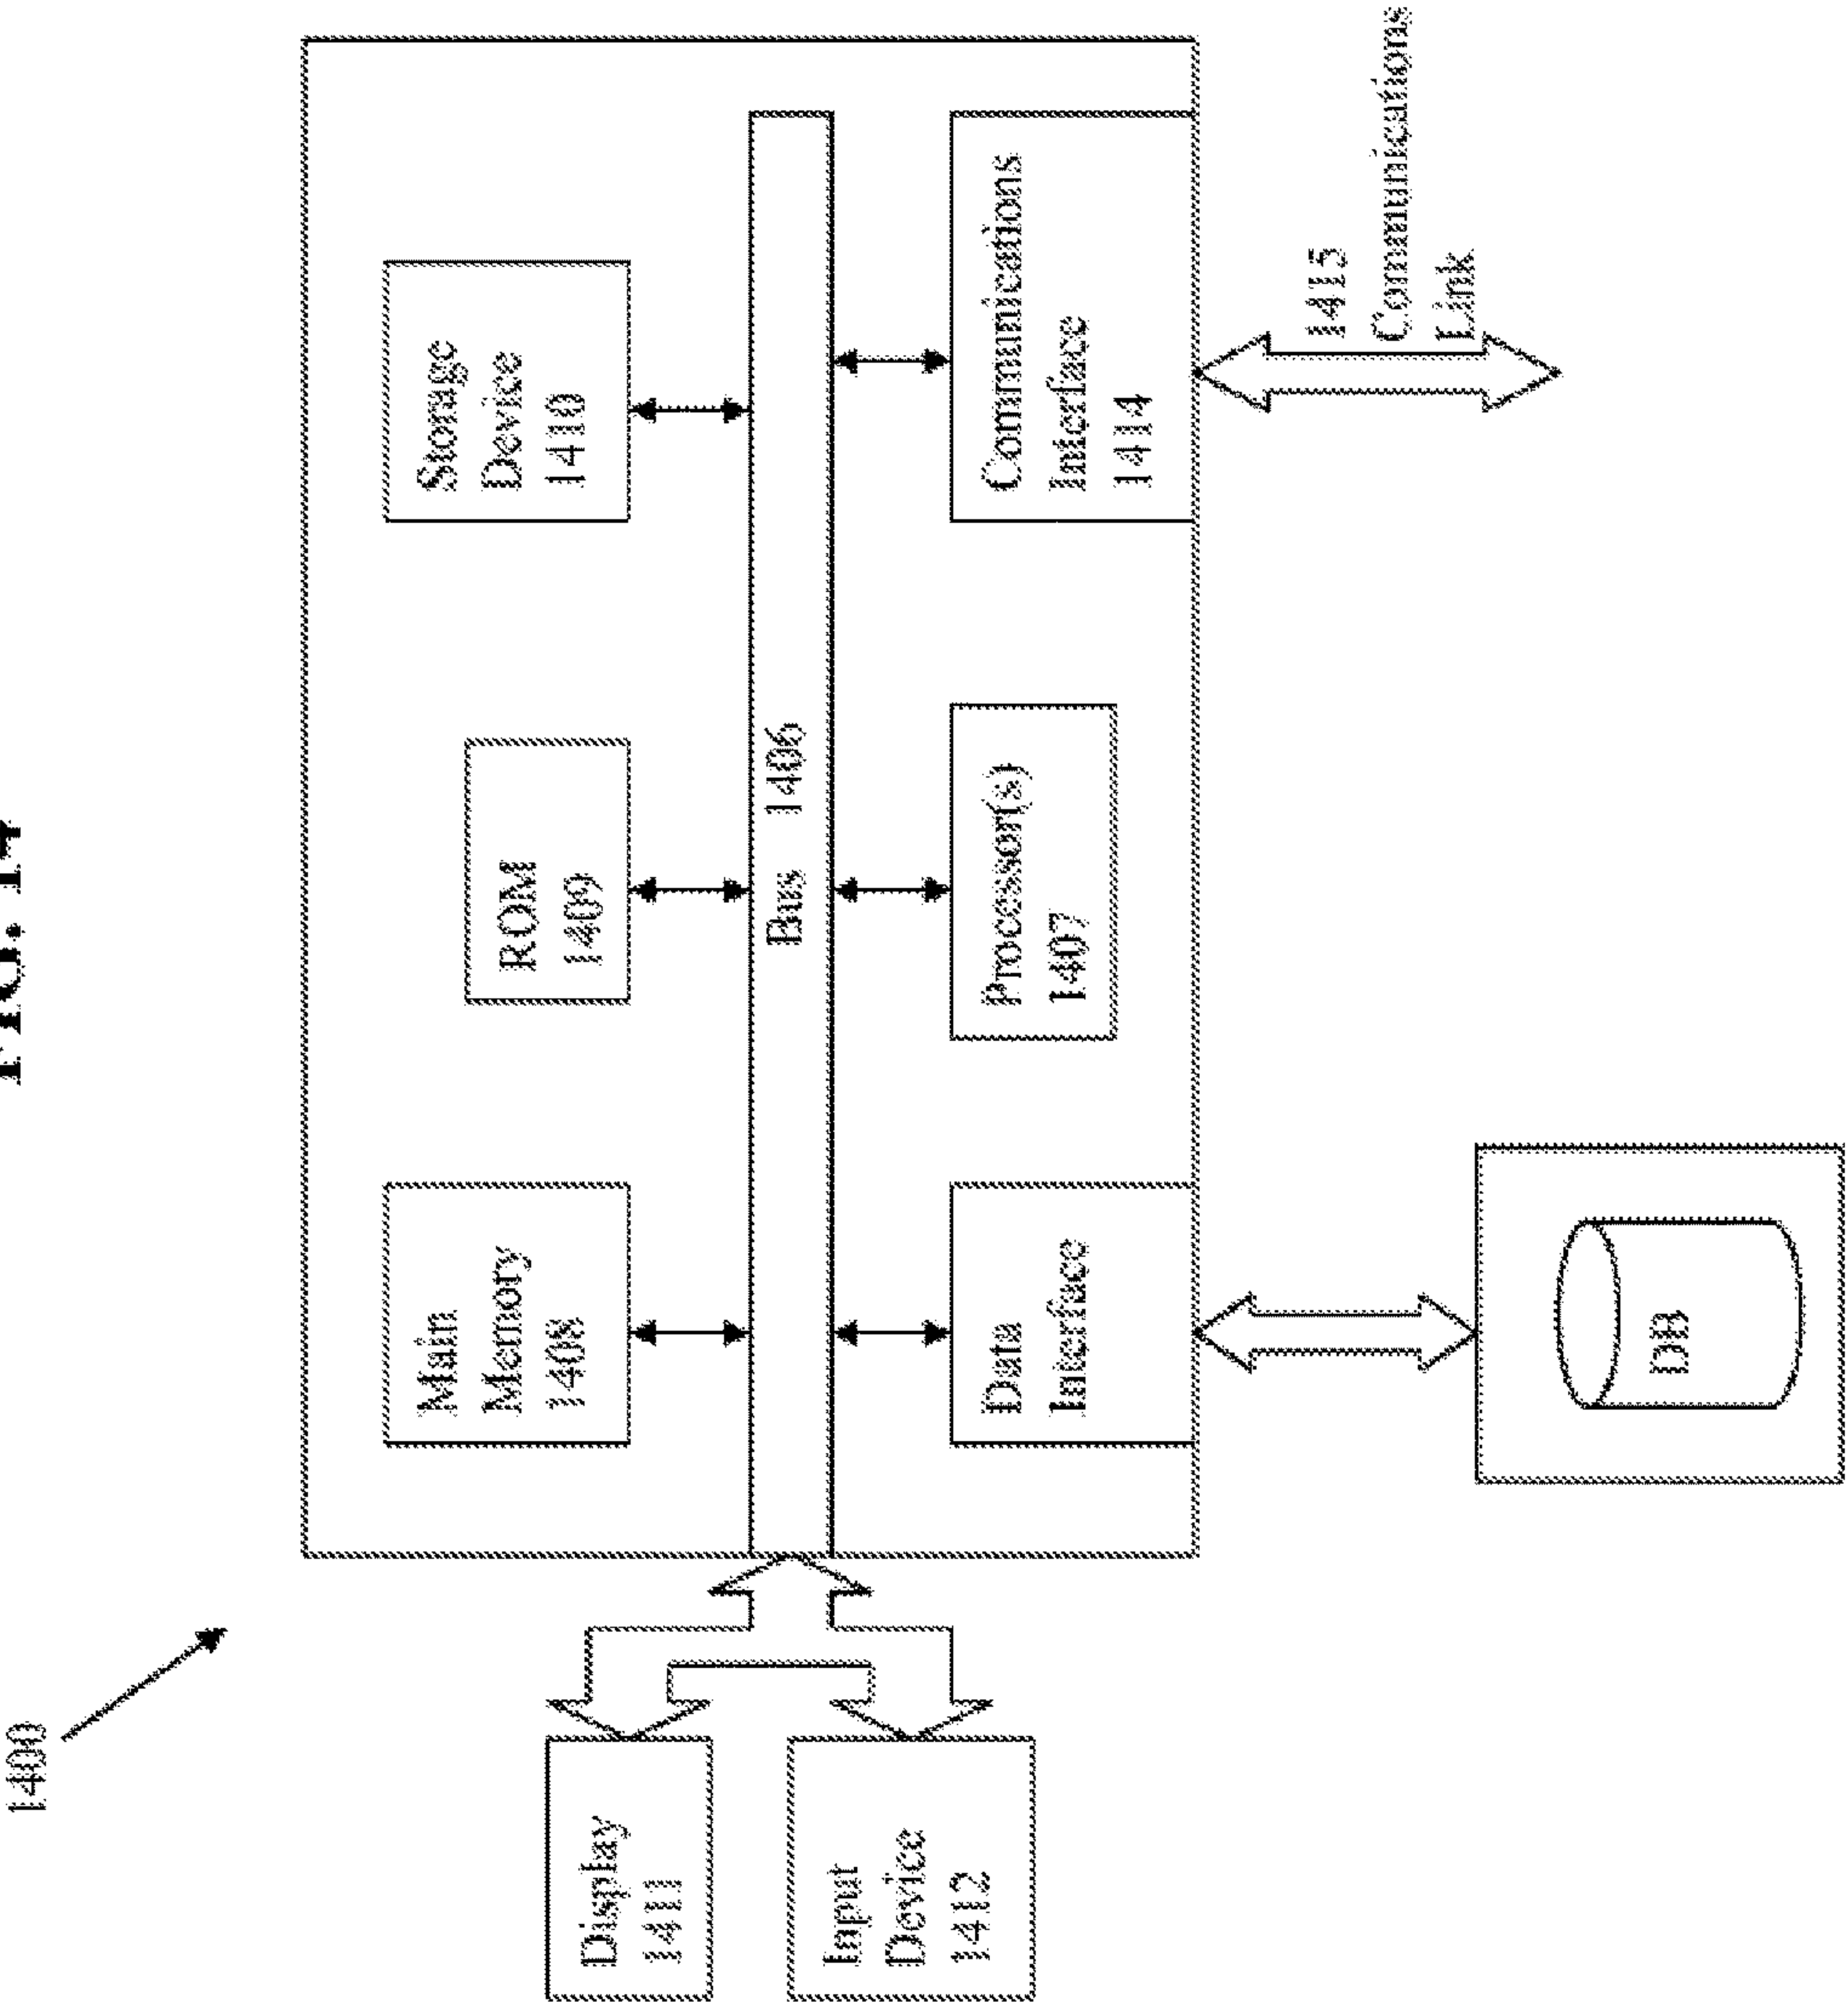 FIG. 14
1400
Main
Memory
1408
ROM
1409
Storage
Device
1410
Display
1411
Bus 1406
Input
Device
1412
Data
Interface
Processor(s)
1407
Communications
Interface
1414
1415
Communications
Link
DB